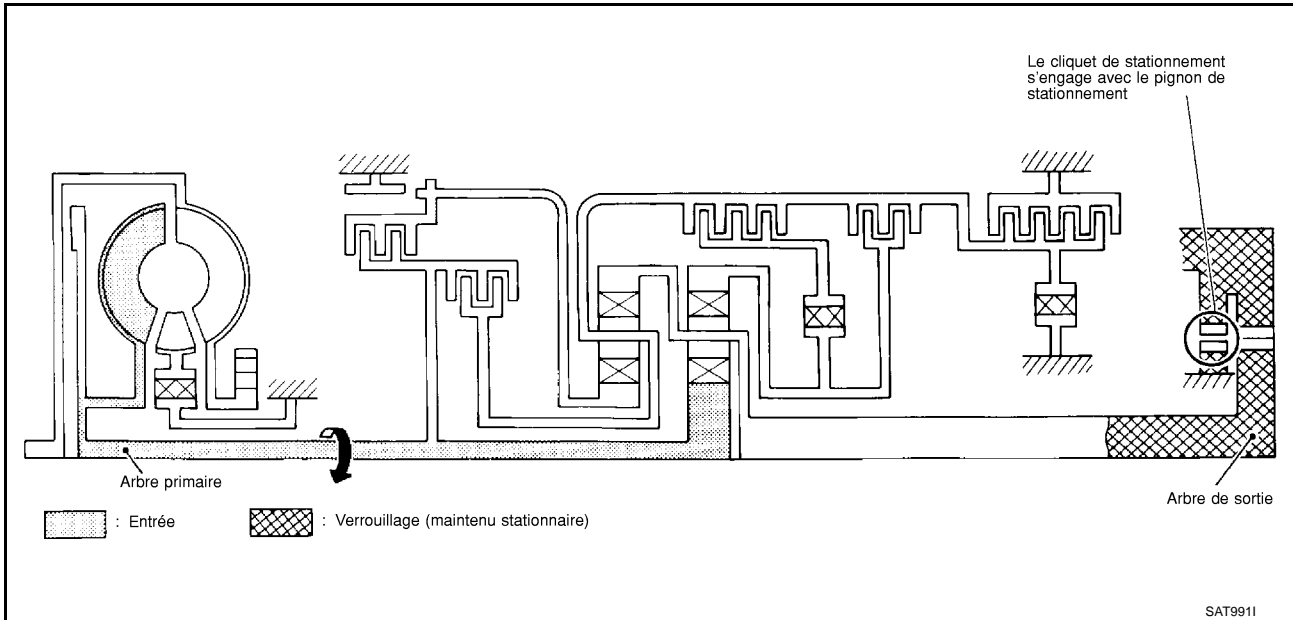 Le cliquet de stationnement
s'engage avec le pignon de
stationnement
Arbre primaire
Arbre de sortie
: Entrée
: Verrouillage (maintenu stationnaire)
SAT991I